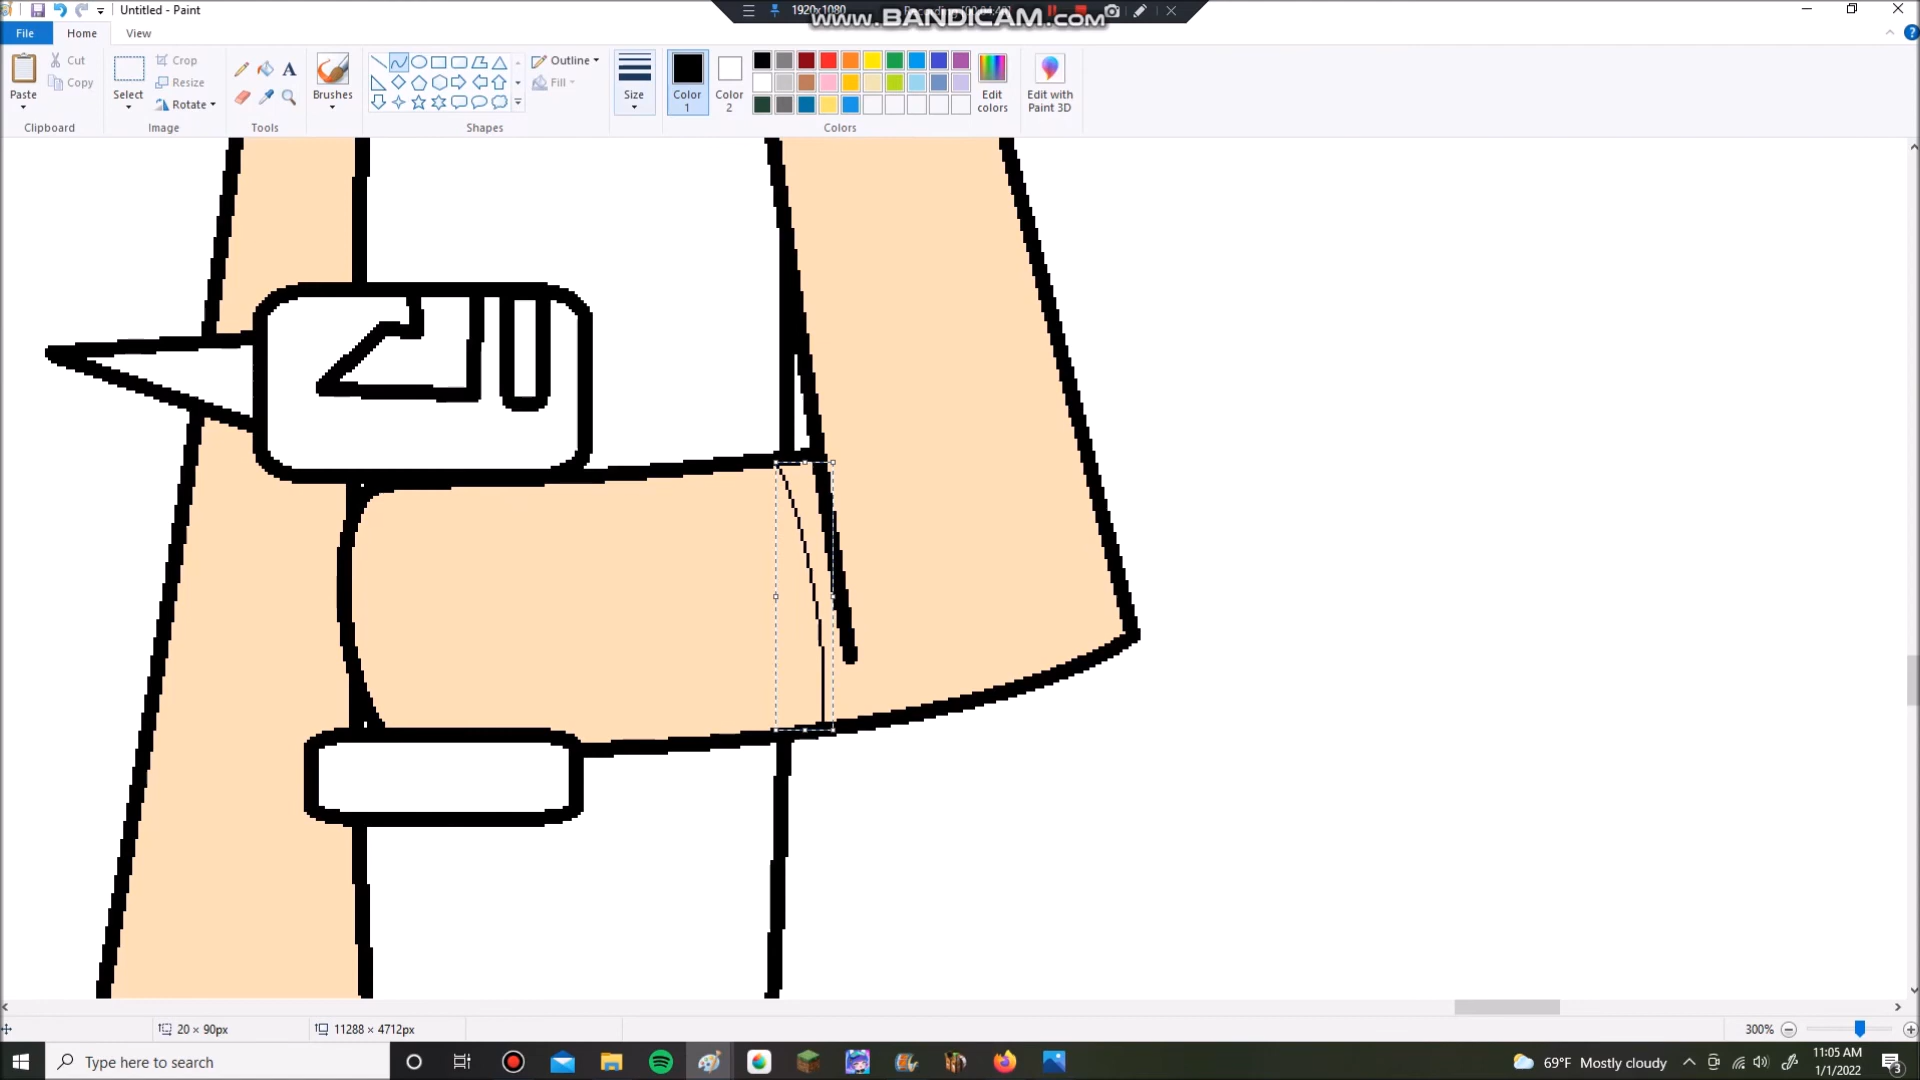 Untitled - Paint
1920x1080
www.BANDICAM.com
File
Home
View
Paste
Cut
Copy
Clipboard
Select
Crop
Resize
Rotate
Image
A
Tools
Brushes
Outline
Fill
Shapes
Size
Color 1
Color 2
Edit colors
Colors
Edit with Paint 3D
20 × 90px
11288 × 4712px
300%
Type here to search
69°F Mostly cloudy
11:05 AM
1/1/2022
3